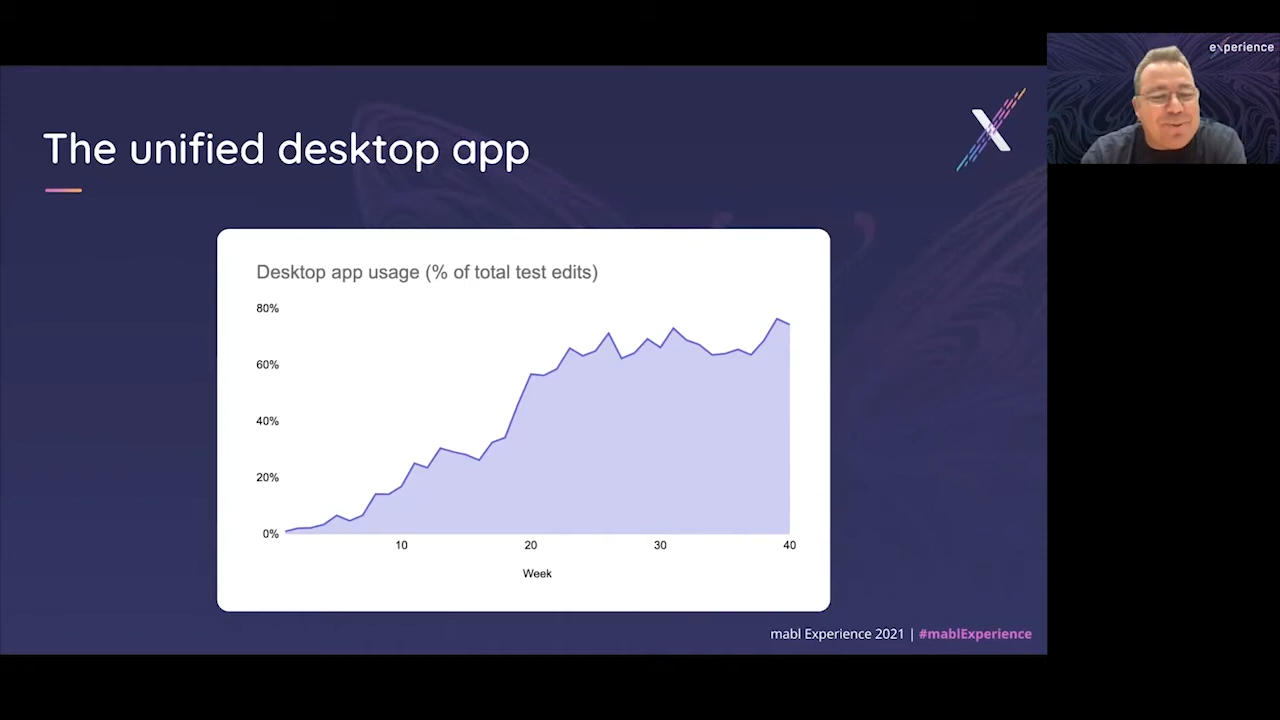 experience
The unified desktop app
Desktop app usage (% of total test edits)
80%
60%
40%
20%
0%
10 20 30 40
Week
mabl Experience 2021 | #mablExperience